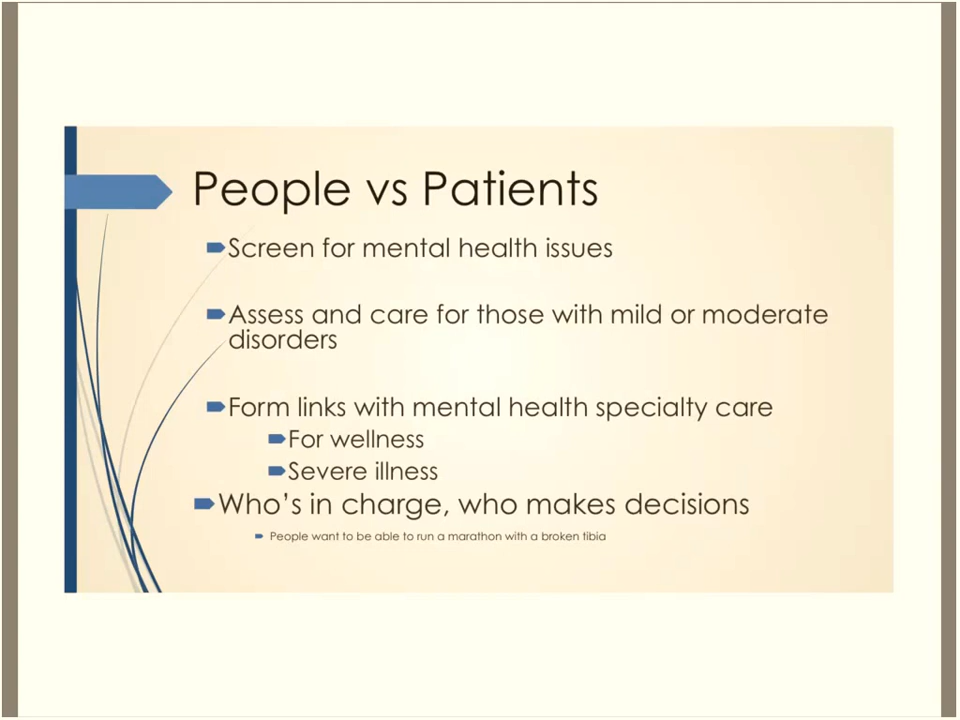 People vs Patients
Screen for mental health issues
Assess and care for those with mild or moderate
disorders
Form links with mental health specialty care
For wellness
Severe illness
Who's in charge, who makes decisions
People want to be able to run a marathon with a broken tibia